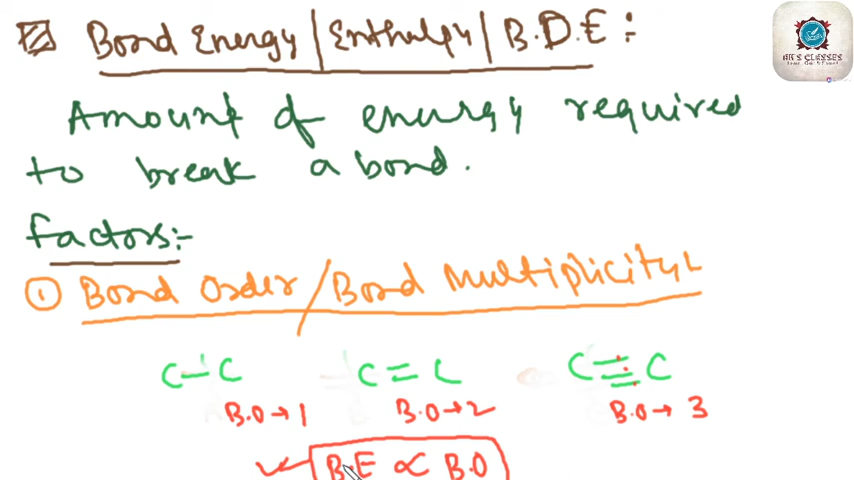 Bond Energy/Enthalpy/B.D.E:
Amount of energy required
to break a bond.
Factors:-
① Bond Order/Bond Multiplicity:
C-C C=C C≡C
B.O→1 B.O→2 B.O→3
B.E ∝ B.O